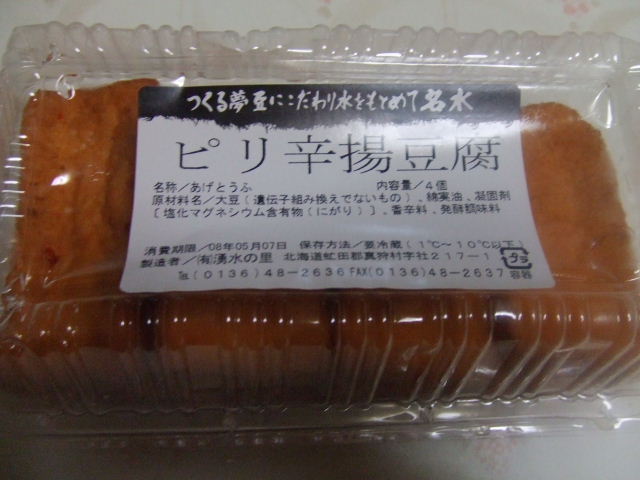 つくる夢豆にこだわり水をもとめて名水
ピリ辛揚豆腐
名称／あげとうふ 内容量／４個
原材料名／大豆（遺伝子組み換えでないもの）、綿実油、凝固剤
［塩化マグネシウム含有物（にがり）］、香辛料、発酵調味料
消費期限／08年05月07日 保存方法／要冷蔵（１℃～１０℃以下）
製造者／㈲湧水の里 北海道虻田郡真狩村字社２１７－１
TEL（０１３６）４８－２６３６ FAX（０１３６）４８－２６３７
プラ
容器